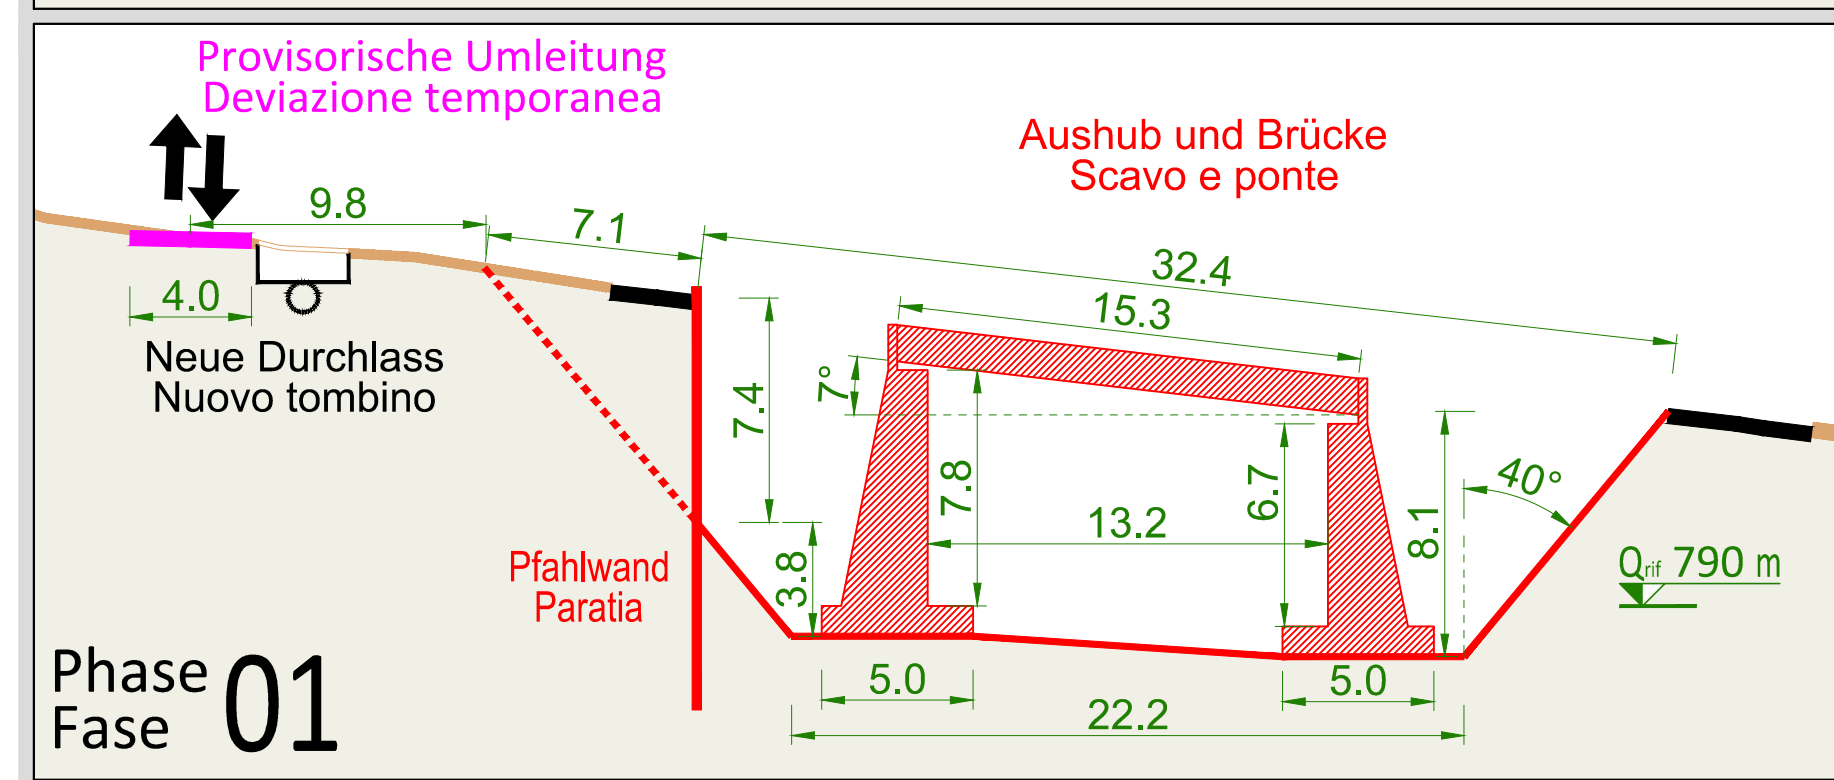 Provisorische Umleitung
Deviazione temporanea
Aushub und Brücke
Scavo e ponte
9.8
7.1
32.4
15.3
4.0
Neue Durchlass
Nuovo tombino
7°
7.4
7.8
6.7
8.1
40°
13.2
3.8
Pfahlwand
Paratia
Qrif 790 m
5.0
5.0
22.2
Phase
Fase
01